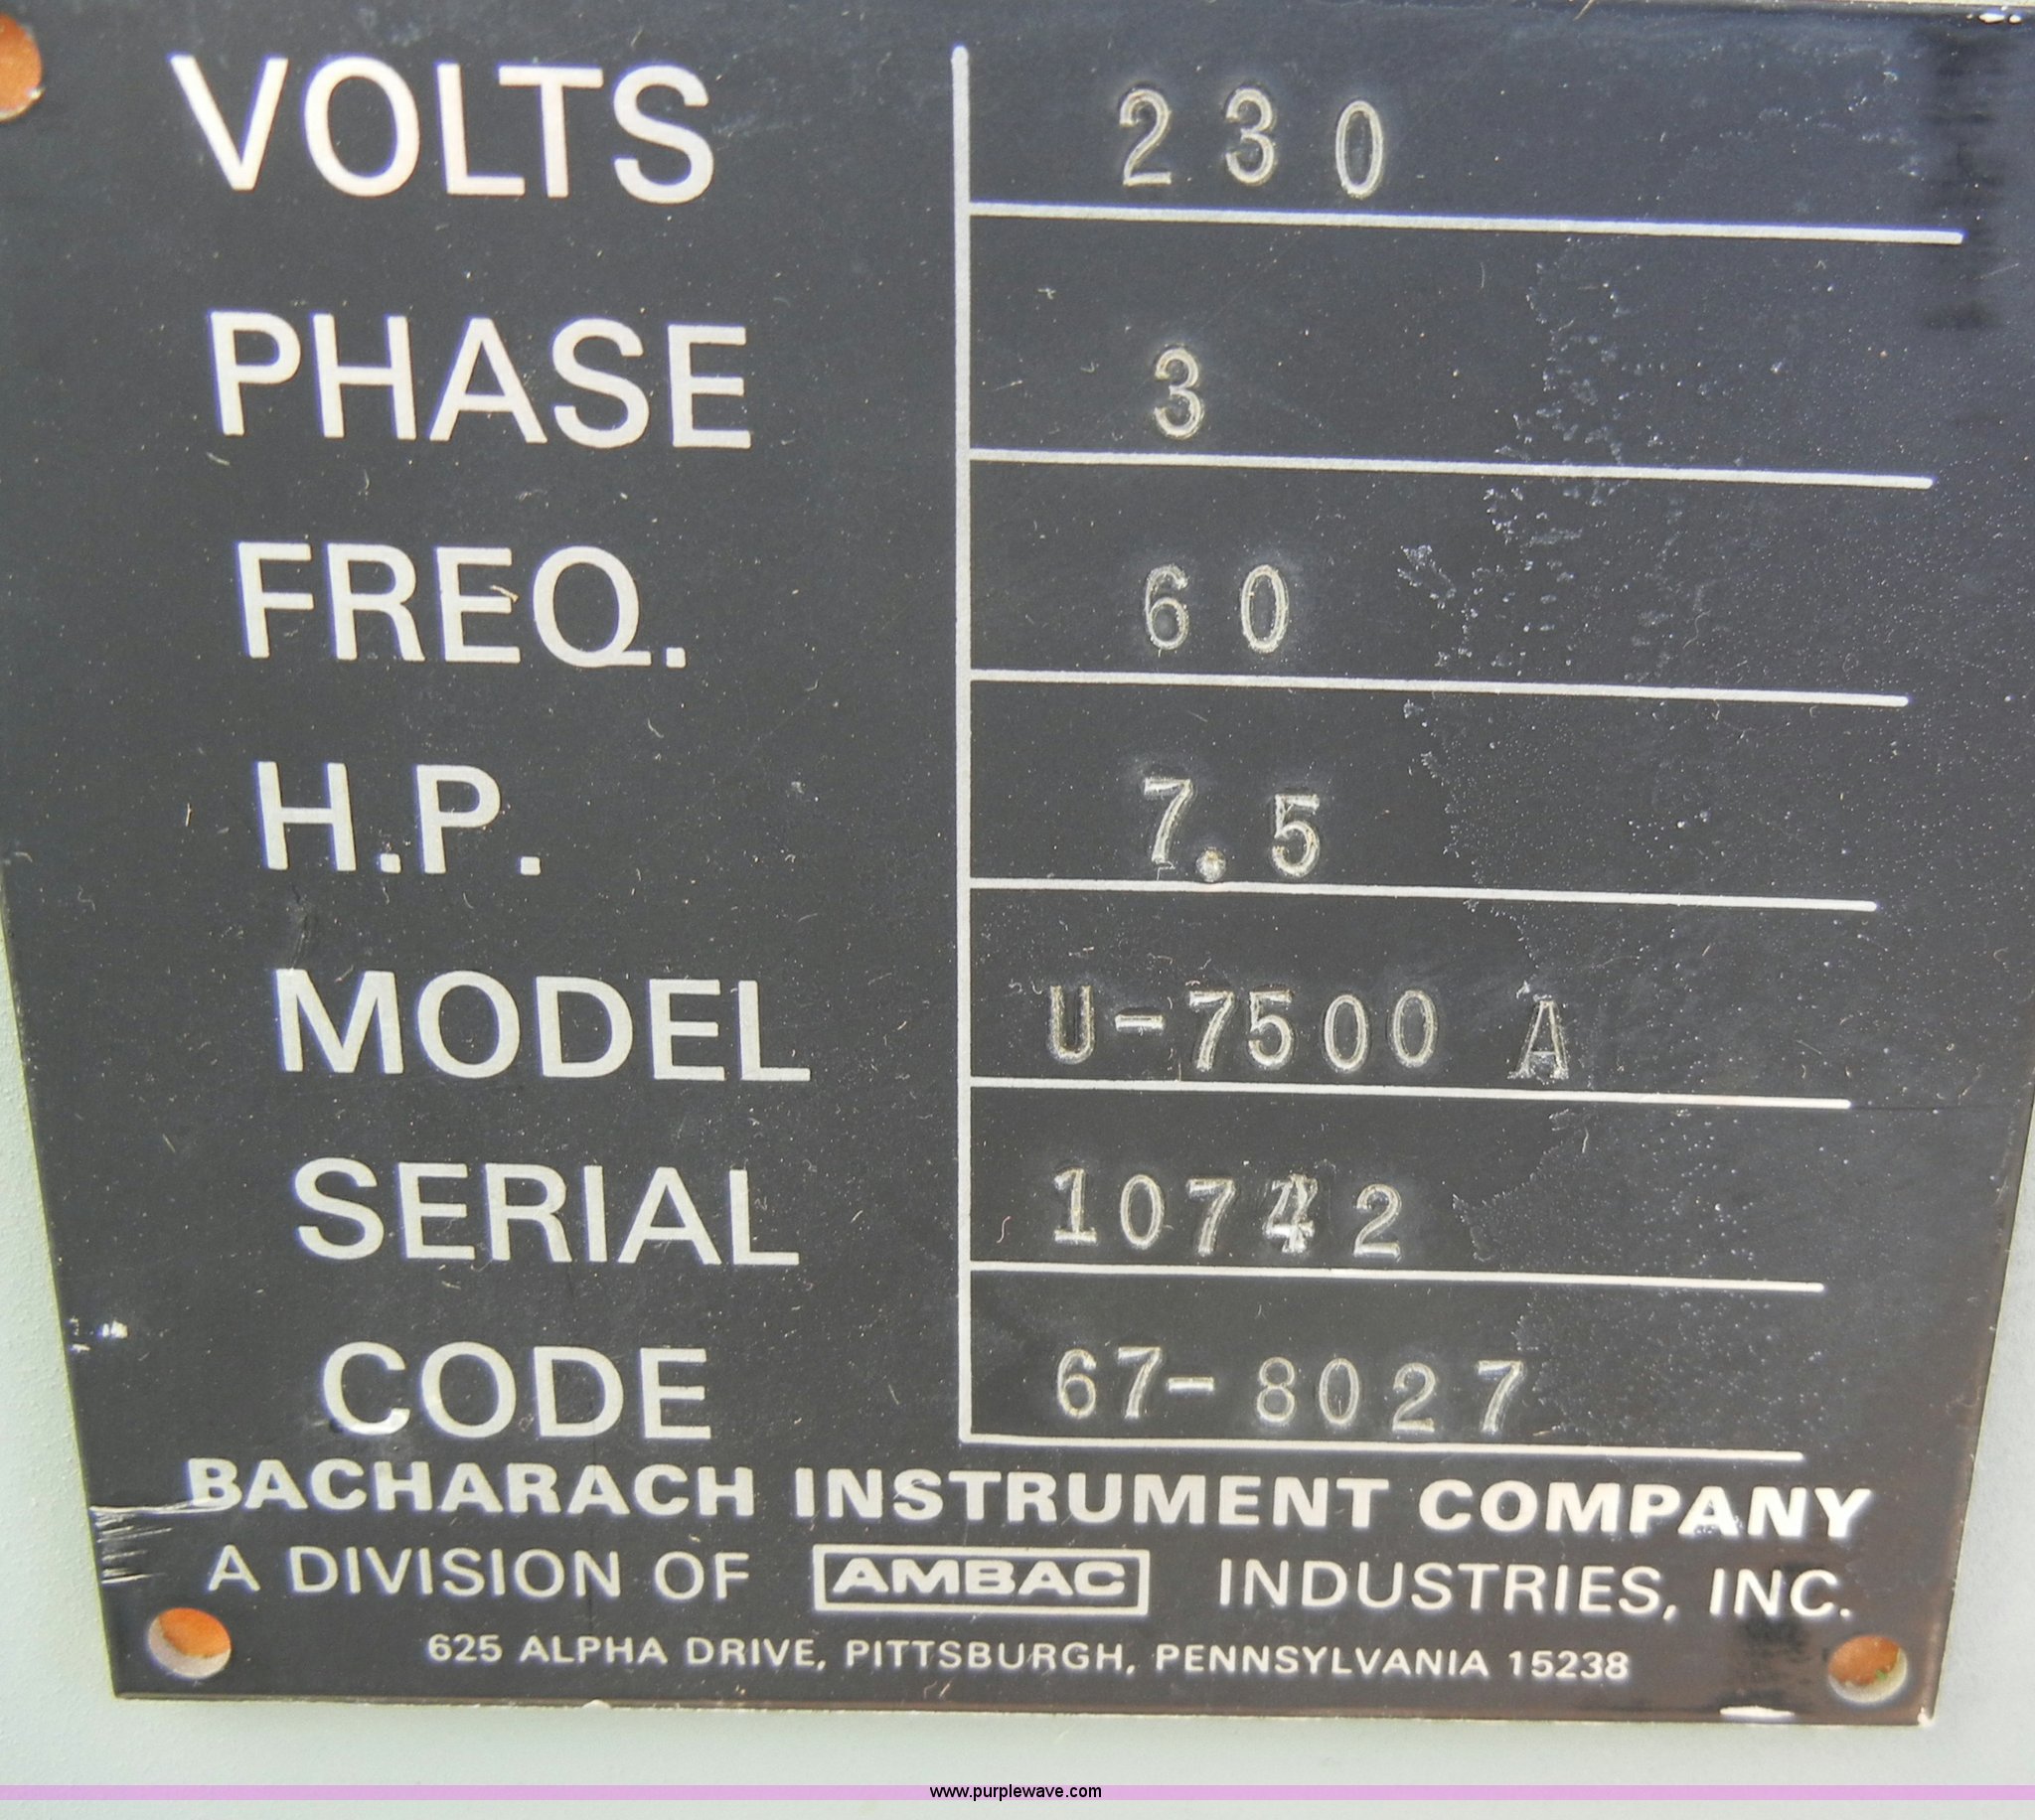 VOLTS 230
PHASE 3
FREQ. 60
H.P. 7.5
MODEL U-7500 A
SERIAL 10742
CODE 67-8027
BACHARACH INSTRUMENT COMPANY
A DIVISION OF AMBAC INDUSTRIES, INC.
625 ALPHA DRIVE, PITTSBURGH, PENNSYLVANIA 15238
www.purplewave.com